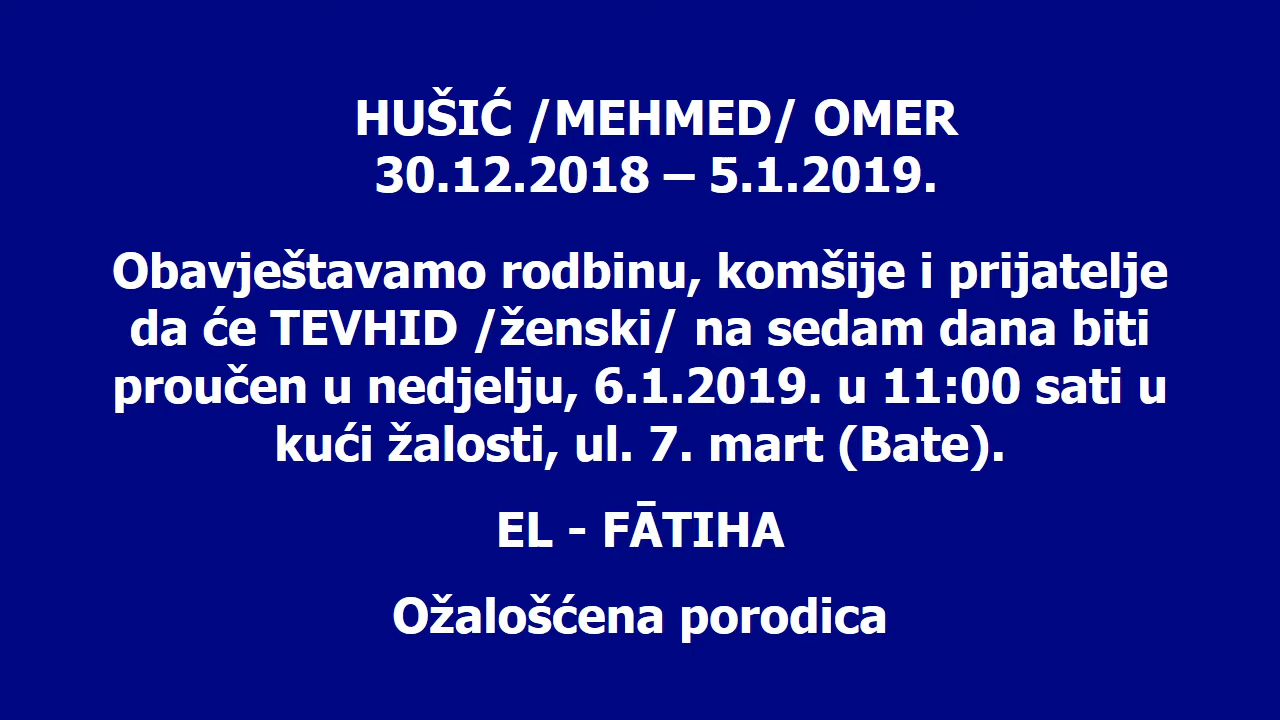 HUŠIĆ /MEHMED/ OMER
30.12.2018 – 5.1.2019.
Obavještavamo rodbinu, komšije i prijatelje
da će TEVHID /ženski/ na sedam dana biti
proučen u nedjelju, 6.1.2019. u 11:00 sati u
kući žalosti, ul. 7. mart (Bate).
EL - FĀTIHA
Ožalošćena porodica